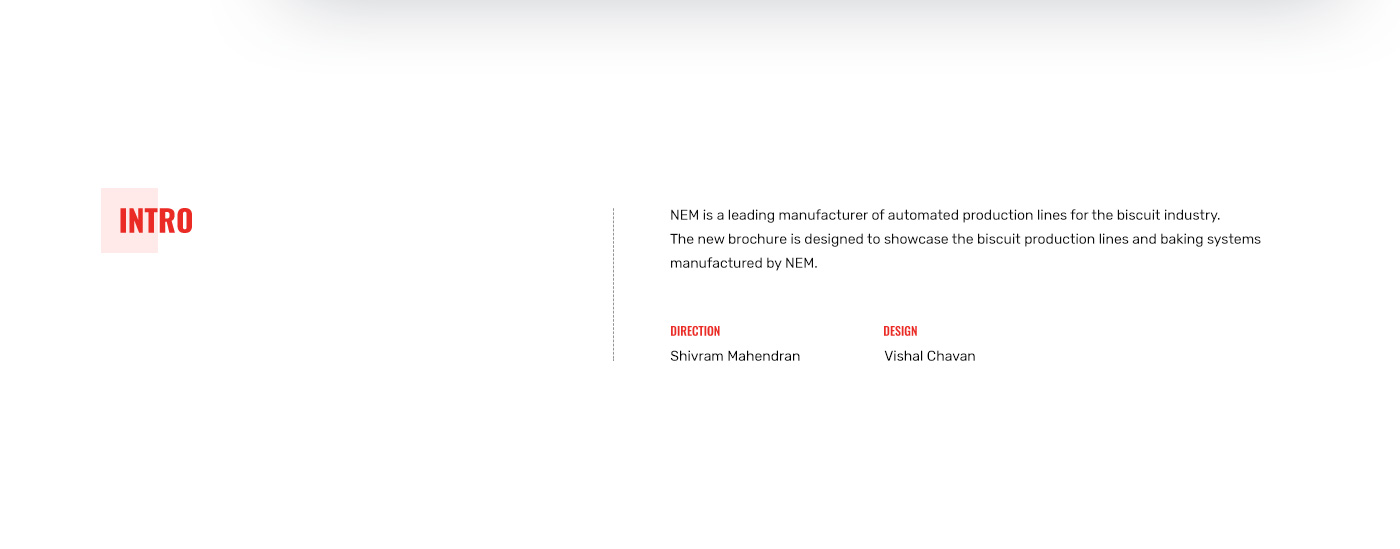 INTRO
NEM is a leading manufacturer of automated production lines for the biscuit industry.
The new brochure is designed to showcase the biscuit production lines and baking systems
manufactured by NEM.
DIRECTION
Shivram Mahendran
DESIGN
Vishal Chavan